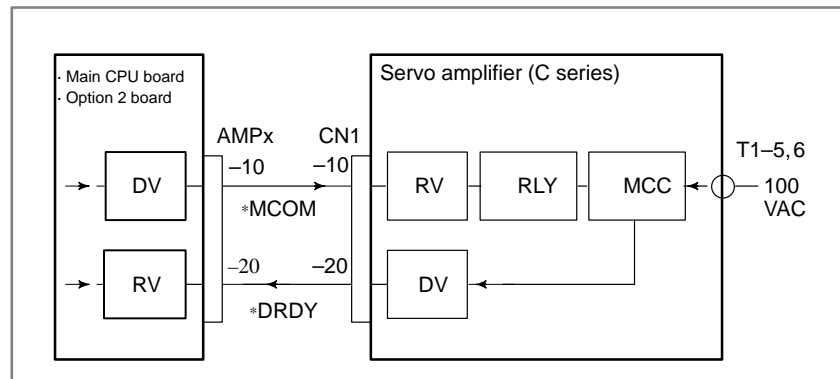 · Main CPU board
· Option 2 board
Servo amplifier (C series)
AMPx
CN1
T1–5, 6
–10
–10
DV
RV
RLY
MCC
100
VAC
*MCOM
–20
–20
RV
DV
*DRDY